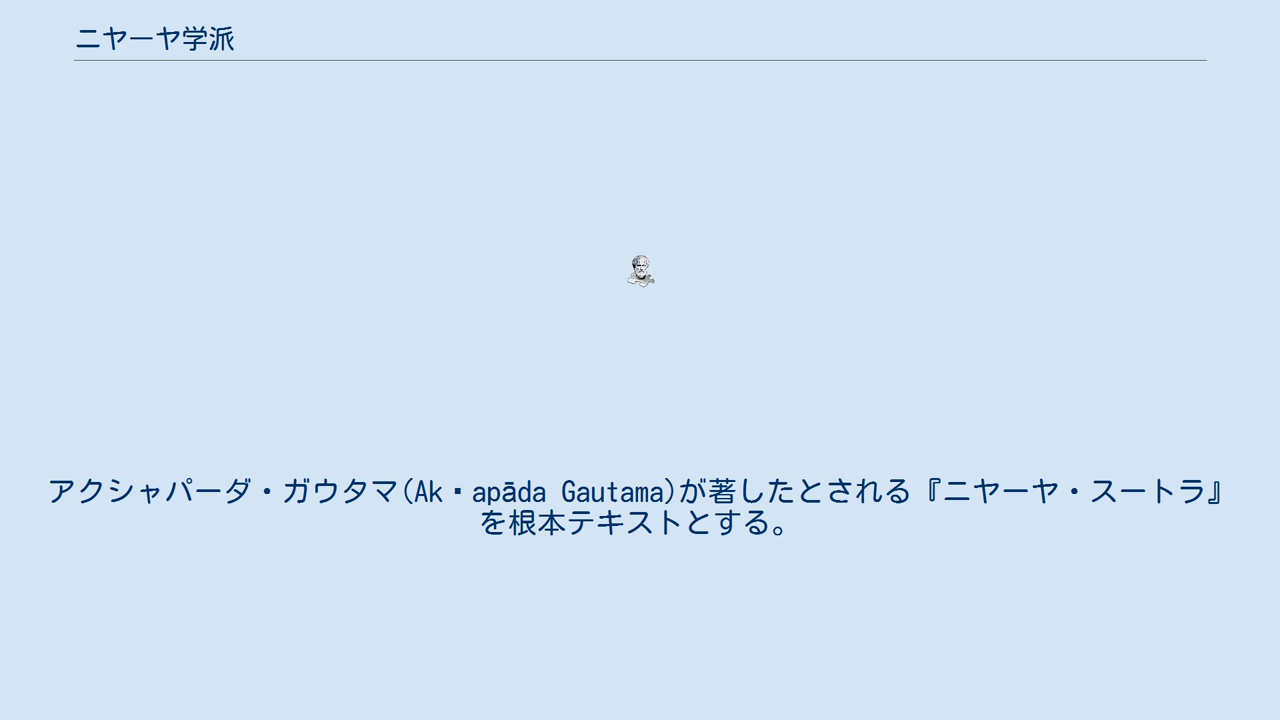 ニヤーヤ学派
アクシャパーダ・ガウタマ(Ak▪apāda Gautama)が著したとされる『ニヤーヤ・スートラ』
を根本テキストとする。